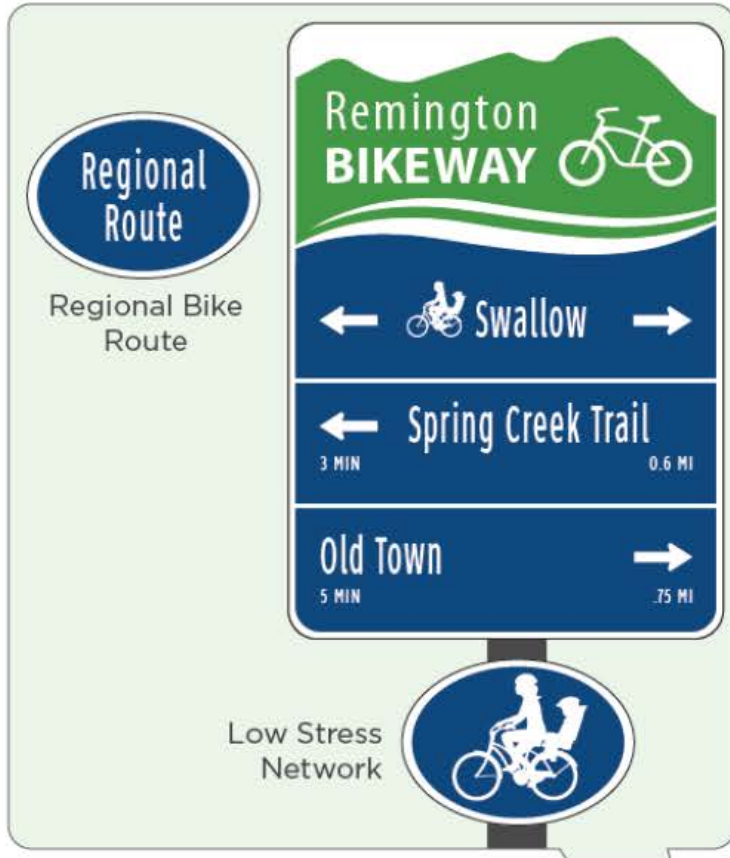 Regional
Route
Regional Bike
Route
Remington
BIKEWAY
Swallow
Spring Creek Trail
3 MIN 0.6 MI
Old Town
5 MIN .75 MI
Low Stress
Network